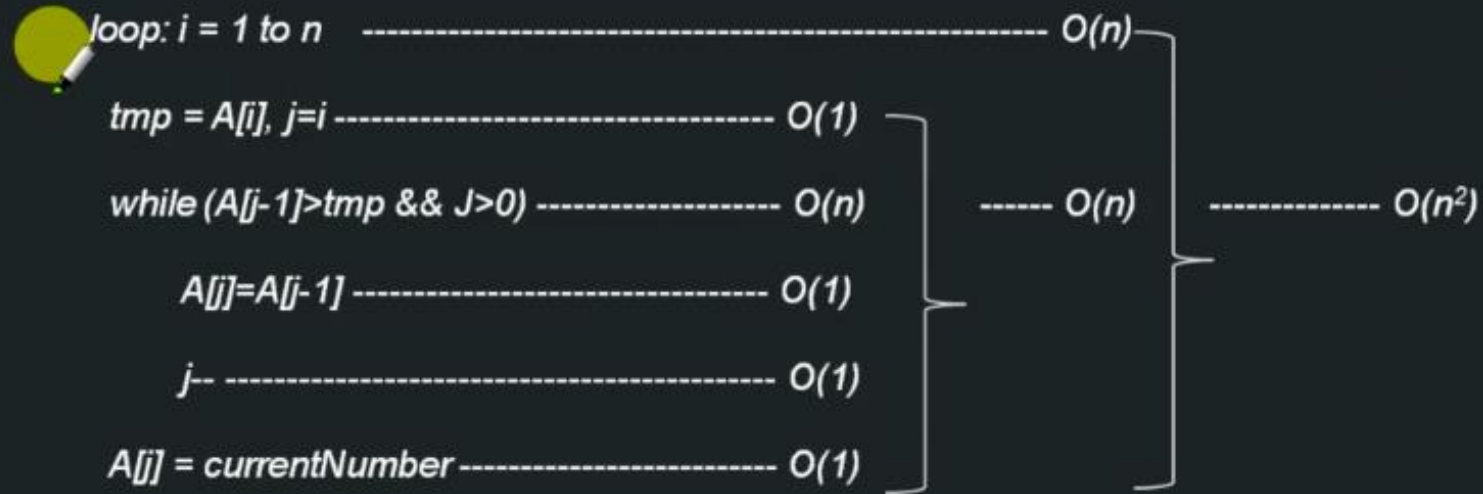 loop: i = 1 to n ------------------------------------------------------- O(n)
tmp = A[i], j=i ------------------------------------ O(1)
while (A[j-1]>tmp && J>0) -------------------- O(n) ------ O(n) -------------- O(n²)
A[j]=A[j-1] ---------------------------------- O(1)
j-- --------------------------------------------- O(1)
A[j] = currentNumber -------------------------- O(1)